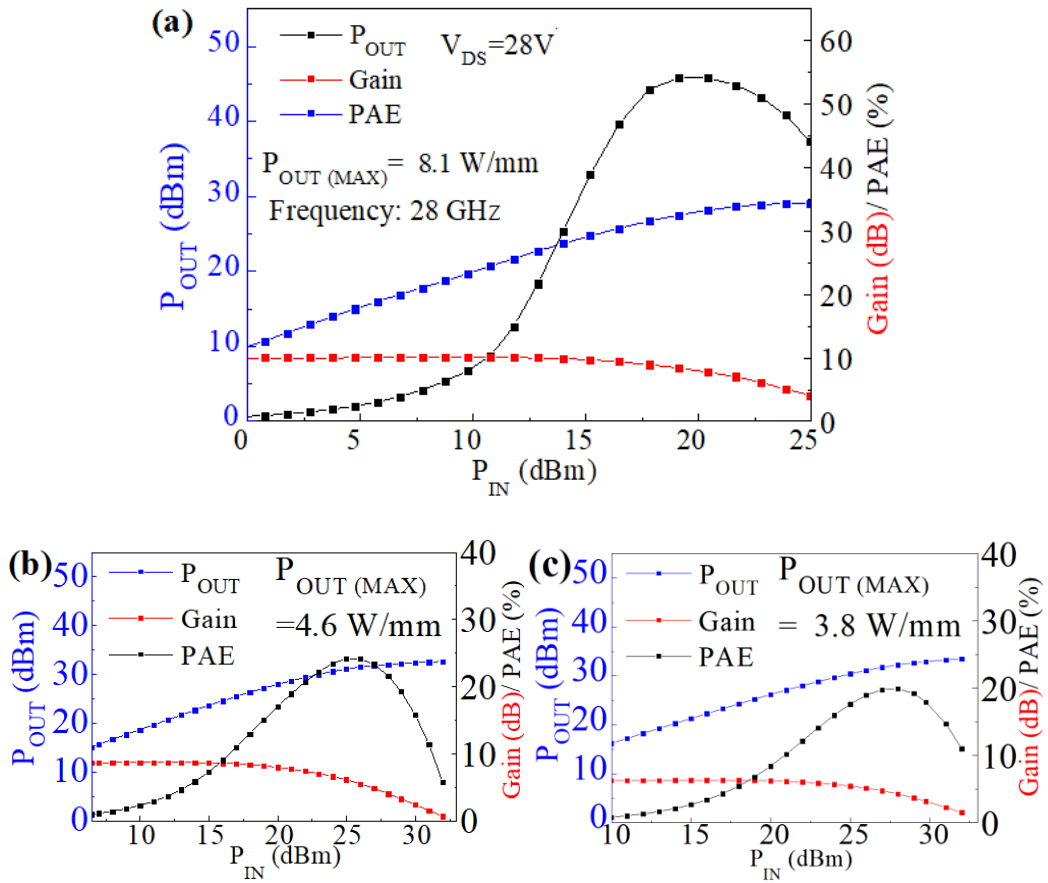 (a)
P_OUT V_DS=28V
Gain
PAE
P_OUT (MAX)= 8.1 W/mm
Frequency: 28 GHz
50
40
30
20
10
0
P_OUT (dBm)
60
50
40
30
20
10
0
Gain (dB)/ PAE (%)
0 5 10 15 20 25
P_IN (dBm)
(b)
P_OUT P_OUT (MAX)
Gain =4.6 W/mm
PAE
50
40
30
20
10
0
P_OUT (dBm)
40
30
20
10
0
Gain (dB)/ PAE (%)
10 15 20 25 30
P_IN (dBm)
(c)
P_OUT P_OUT (MAX)
Gain = 3.8 W/mm
PAE
50
40
30
20
10
0
P_OUT (dBm)
40
30
20
10
0
Gain (dB)/ PAE (%)
10 15 20 25 30
P_IN (dBm)